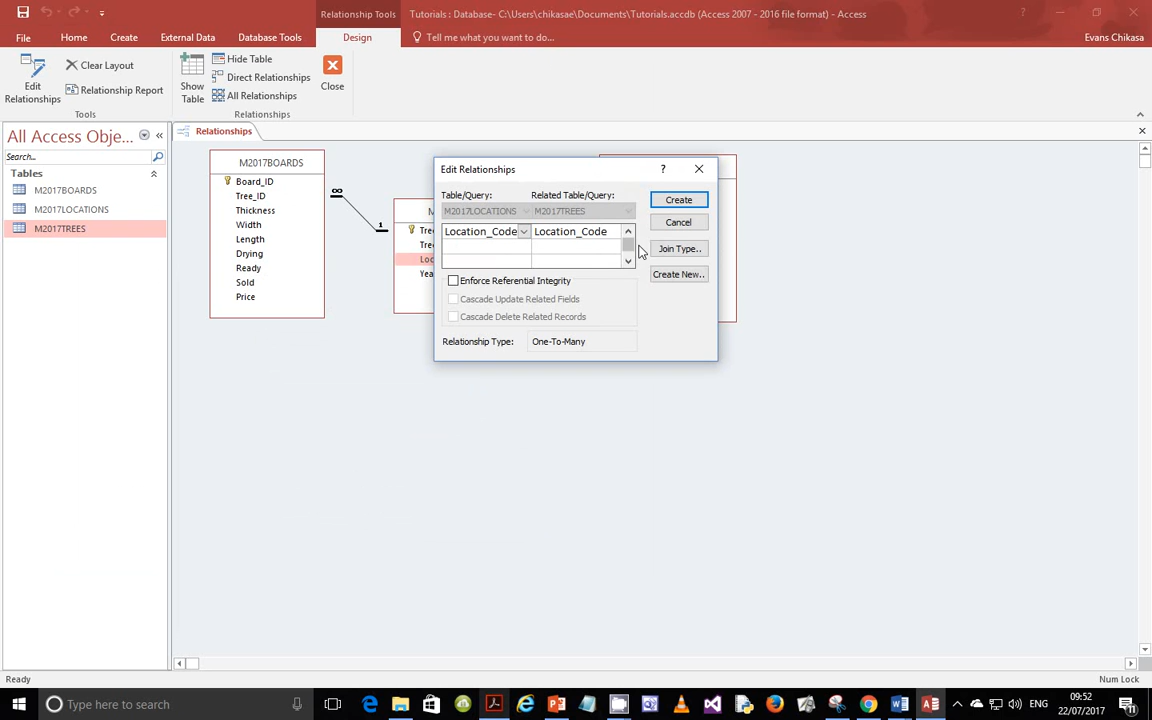 Relationship Tools
Tutorials : Database- C:\Users\chikasae\Documents\Tutorials.accdb (Access 2007 - 2016 file format) - Access
File
Home
Create
External Data
Database Tools
Design
Tell me what you want to do...
Evans Chikasa
Edit
Relationships
Clear Layout
Relationship Report
Tools
Show
Table
Hide Table
Direct Relationships
All Relationships
Relationships
Close
All Access Obje...
Search...
Tables
M2017BOARDS
M2017LOCATIONS
M2017TREES
Relationships
M2017BOARDS
Board_ID
Tree_ID
Thickness
Width
Length
Drying
Ready
Sold
Price
∞
1
M
Tre
Tre
Loc
Yea
Edit Relationships
?
Table/Query:
Related Table/Query:
M2017LOCATIONS
M2017TREES
Location_Code
Location_Code
Enforce Referential Integrity
Cascade Update Related Fields
Cascade Delete Related Records
Relationship Type:
One-To-Many
Create
Cancel
Join Type..
Create New..
Ready
Num Lock
Type here to search
ENG
09:52
22/07/2017